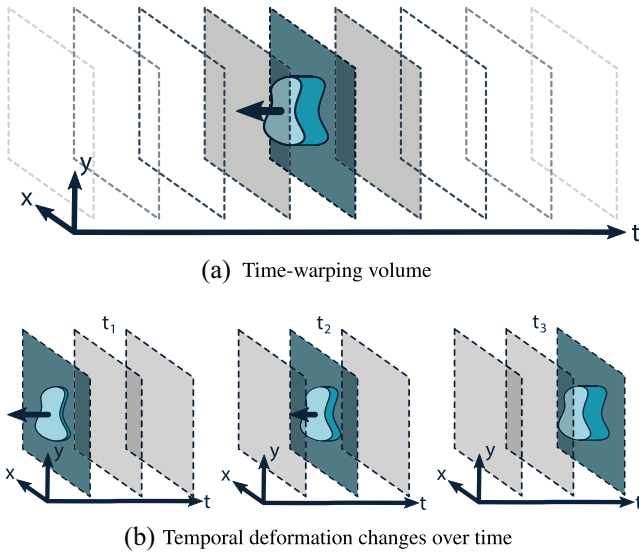 y
x
t
(a) Time-warping volume
t₁ t₂ t₃
y y y
x x x
t t t
(b) Temporal deformation changes over time